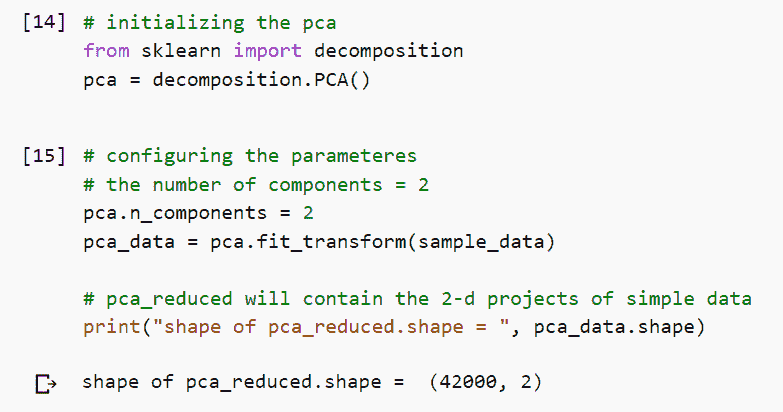 [14] # initializing the pca
from sklearn import decomposition
pca = decomposition.PCA()
[15] # configuring the parameteres
# the number of components = 2
pca.n_components = 2
pca_data = pca.fit_transform(sample_data)
# pca_reduced will contain the 2-d projects of simple data
print("shape of pca_reduced.shape = ", pca_data.shape)
shape of pca_reduced.shape =  (42000, 2)